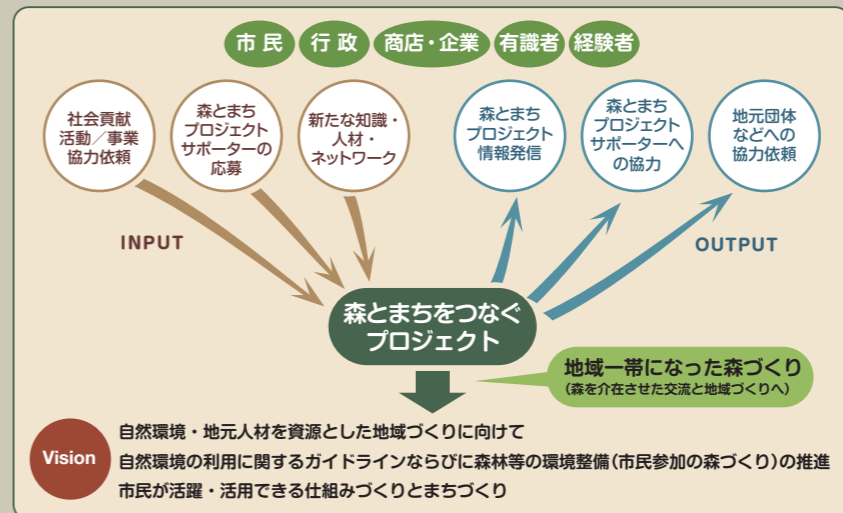 市民 行政 商店・企業 有識者 経験者
社会貢献
活動／事業
協力依頼
森とまち
プロジェクト
サポーターの
応募
新たな知識・
人材・
ネットワーク
森とまち
プロジェクト
情報発信
森とまち
プロジェクト
サポーターへ
の協力
地元団体
などへの
協力依頼
INPUT
OUTPUT
森とまちをつなぐ
プロジェクト
地域一帯になった森づくり
(森を介在させた交流と地域づくりへ)
Vision
自然環境・地元人材を資源とした地域づくりに向けて
自然環境の利用に関するガイドラインならびに森林等の環境整備(市民参加の森づくり)の推進
市民が活躍・活用できる仕組みづくりとまちづくり